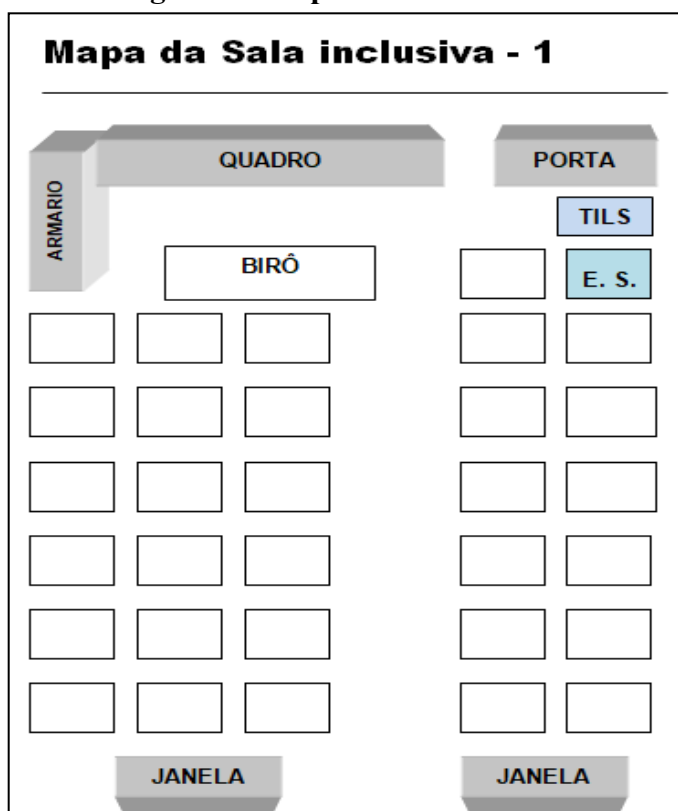 Mapa da Sala inclusiva - 1
QUADRO
PORTA
ARMARIO
TILS
BIRÔ
E. S.
JANELA
JANELA